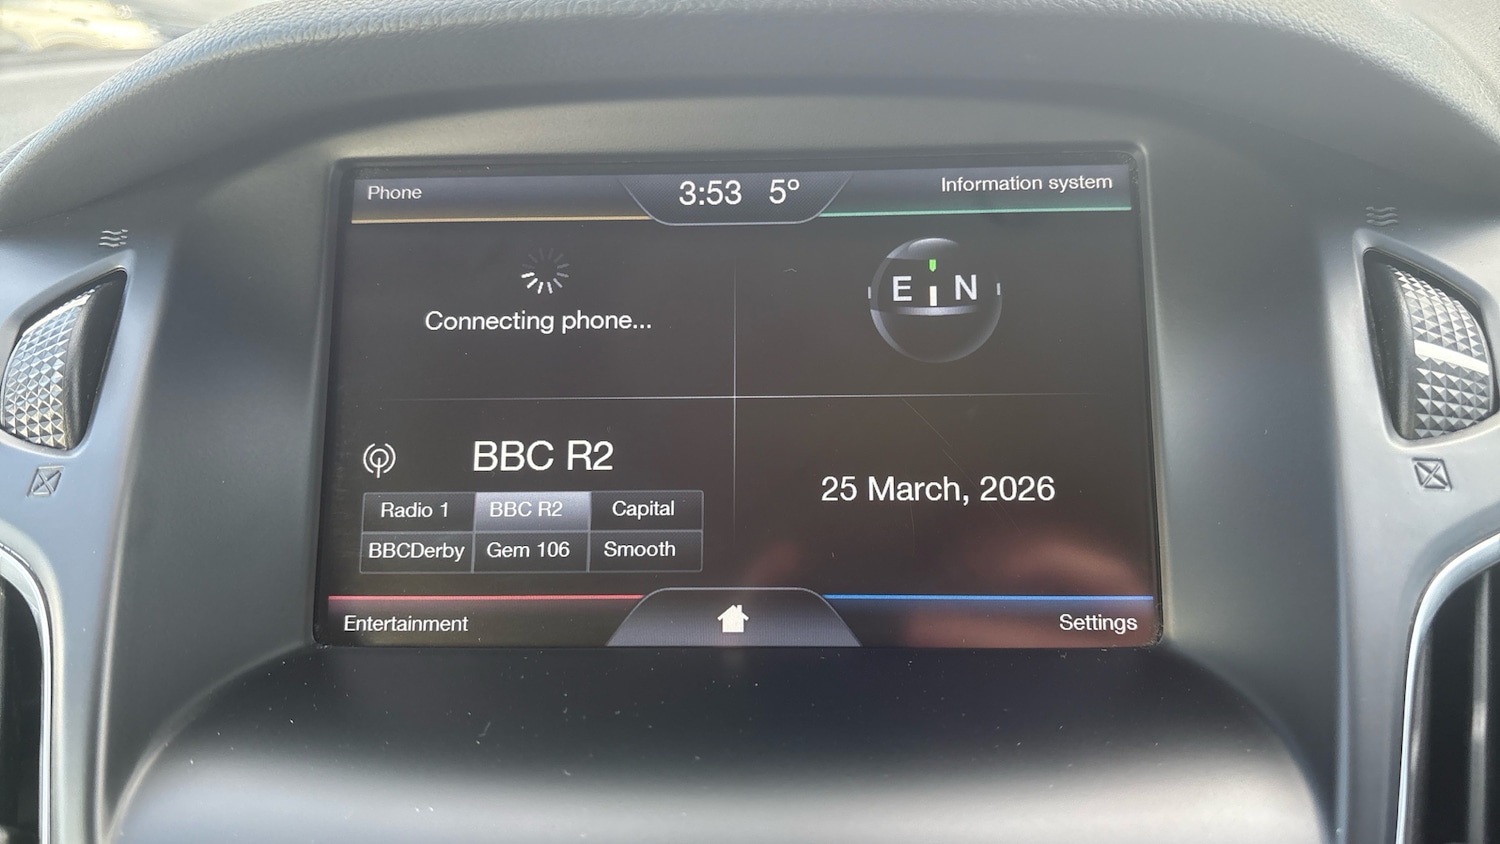 Phone
3:53 5°
Information system
Connecting phone...
E N
BBC R2
Radio 1 BBC R2 Capital
BBCDerby Gem 106 Smooth
25 March, 2026
Entertainment
Settings